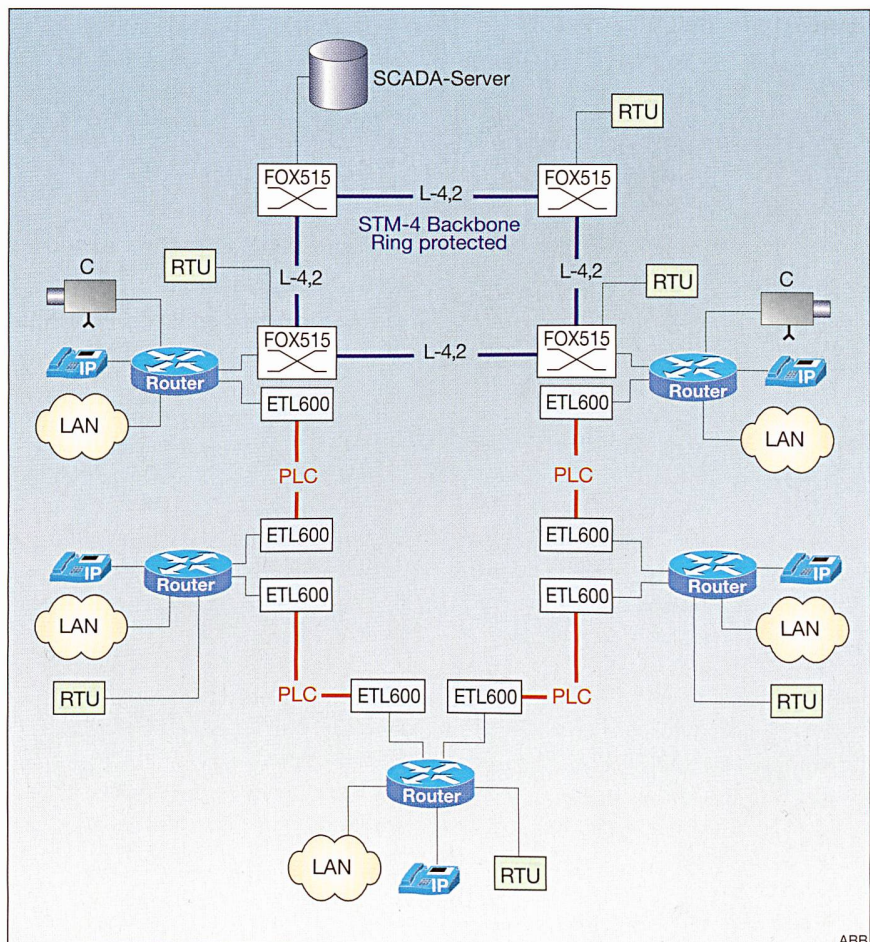 SCADA-Server
RTU
FOX515
L-4,2
FOX515
STM-4 Backbone
Ring protected
C
RTU
L-4,2
L-4,2
RTU
C
FOX515
L-4,2
FOX515
IP
Router
Router
IP
ETL600
ETL600
LAN
LAN
PLC
PLC
ETL600
ETL600
IP
Router
Router
IP
ETL600
ETL600
LAN
LAN
RTU
PLC
ETL600
ETL600
PLC
RTU
Router
LAN
IP
RTU
ABB